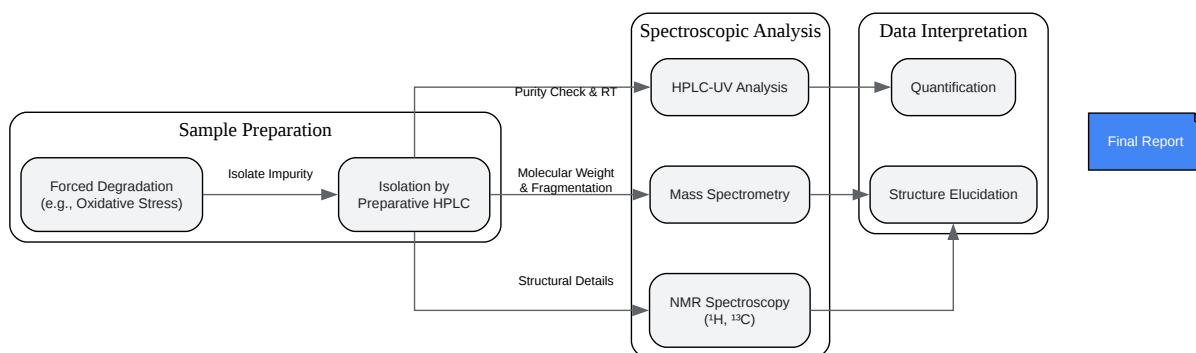 Sample Preparation
Forced Degradation
(e.g., Oxidative Stress)
Isolate Impurity
Isolation by
Preparative HPLC
Purity Check & RT
Molecular Weight
& Fragmentation
Structural Details
Spectroscopic Analysis
HPLC-UV Analysis
Mass Spectrometry
NMR Spectroscopy
(¹H, ¹³C)
Data Interpretation
Quantification
Structure Elucidation
Final Report